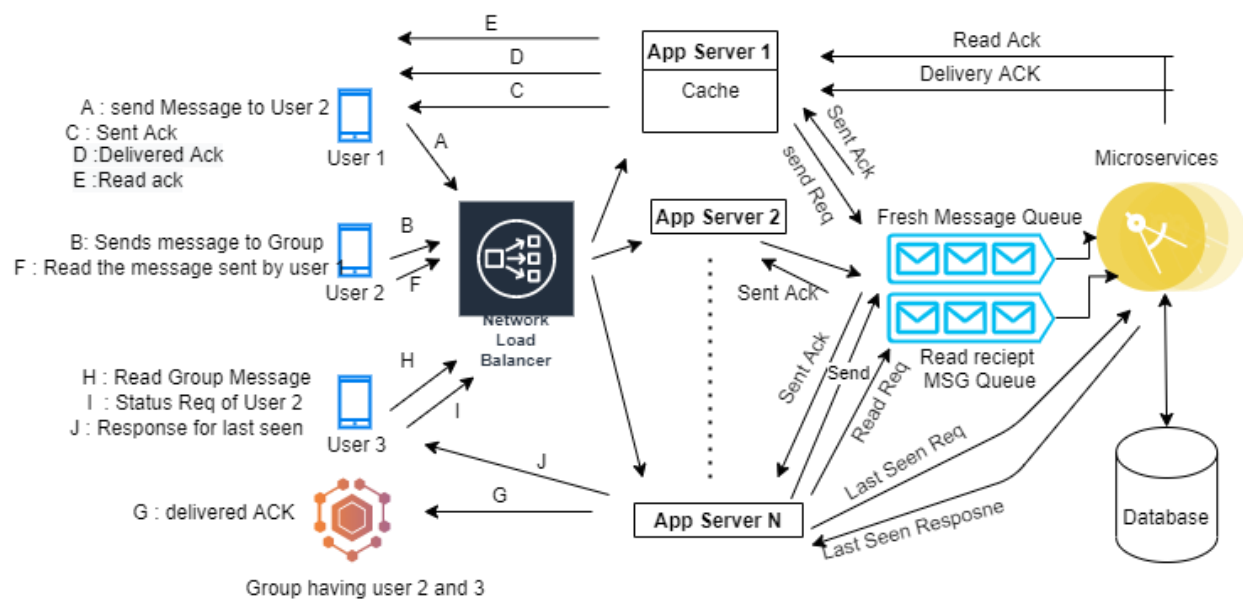 E
App Server 1
Read Ack
D
Delivery ACK
C
Cache
A : send Message to User 2
C : Sent Ack
D :Delivered Ack
E :Read ack
User 1
A
Sent Ack
send Req
Microservices
App Server 2
Fresh Message Queue
B: Sends message to Group
F : Read the message sent by user 1
User 2
B
F
Sent Ack
Network
Load
Balancer
Read reciept
MSG Queue
Sent Ack
Send
Read Req
H : Read Group Message
I : Status Req of User 2
J : Response for last seen
User 3
H
I
J
Last Seen Req
Last Seen Resposne
G : delivered ACK
G
App Server N
Database
Group having user 2 and 3